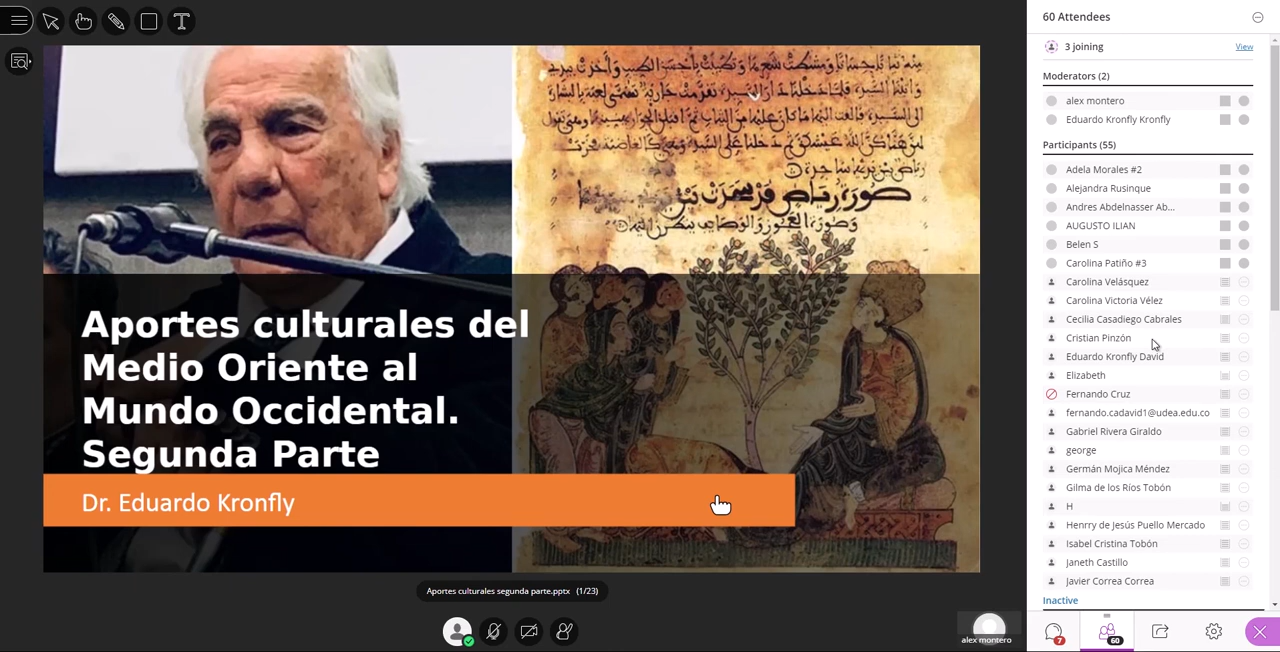 60 Attendees
3 joining
View
Moderators (2)
alex montero
Eduardo Kronfly Kronfly
Participants (55)
Adela Morales #2
Alejandra Rusinque
Andres Abdelnasser Ab...
AUGUSTO ILIAN
Belen S
Carolina Patiño #3
Carolina Velásquez
Carolina Victoria Vélez
Cecilia Casadiego Cabrales
Cristian Pinzón
Eduardo Kronfly David
Elizabeth
Fernando Cruz
fernando.cadavid1@udea.edu.co
Gabriel Rivera Giraldo
george
Germán Mojica Méndez
Gilma de los Ríos Tobón
H
Henrry de Jesús Puello Mercado
Isabel Cristina Tobón
Janeth Castillo
Javier Correa Correa
Inactive
Aportes culturales del
Medio Oriente al
Mundo Occidental.
Segunda Parte
Dr. Eduardo Kronfly
Aportes culturales segunda parte.pptx (1/23)
alex montero
7
60